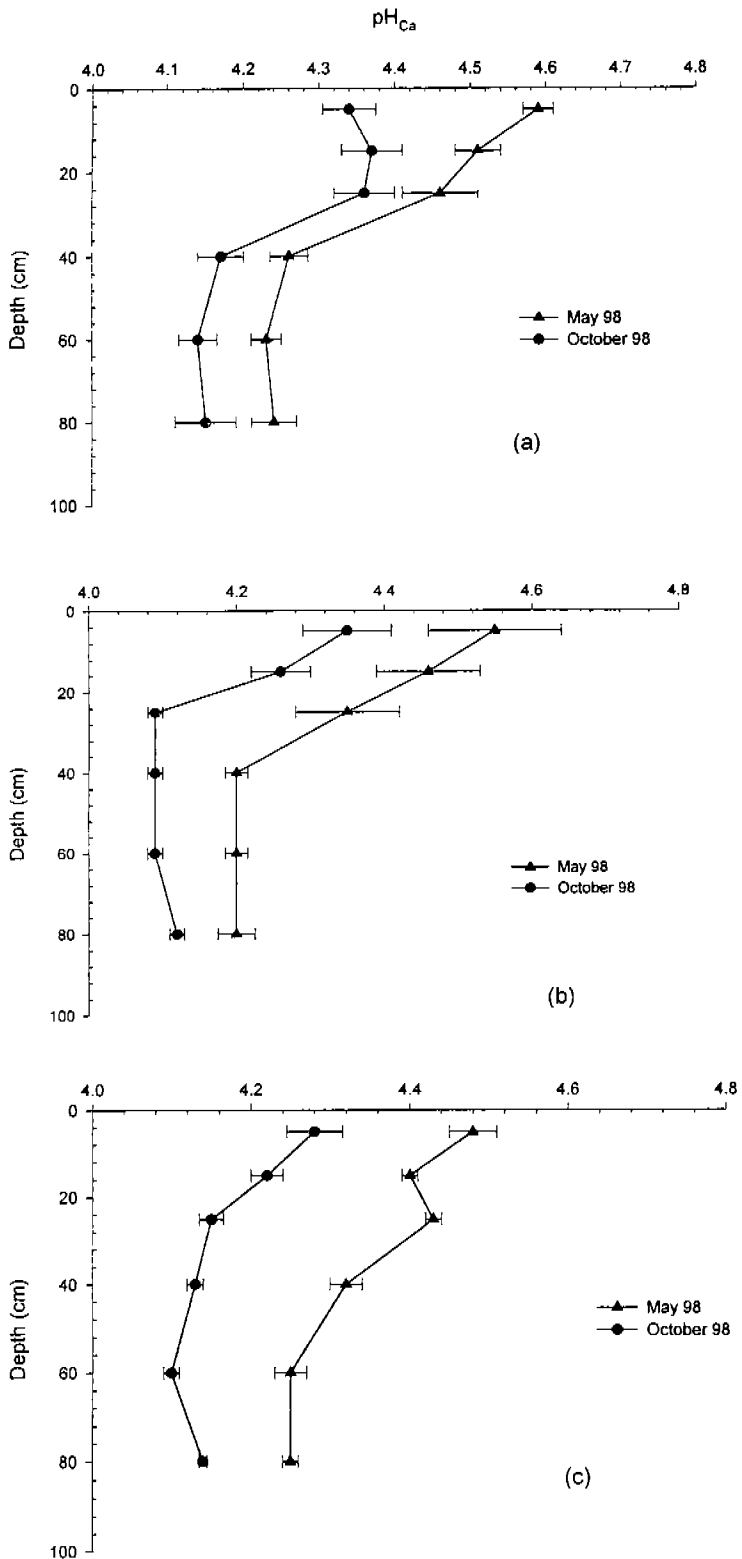 pH_Ca
4.0 4.1 4.2 4.3 4.4 4.5 4.6 4.7 4.8
0
20
40
60
80
100
Depth (cm)
May 98
October 98
(a)
4.0 4.2 4 4 4.6 4.8
0
20
40
60
80
100
Depth (cm)
May 98
October 98
(b)
4.0 4.2 4.4 4.6 4.8
0
20
40
60
80
100
Depth (cm)
May 98
October 98
(c)